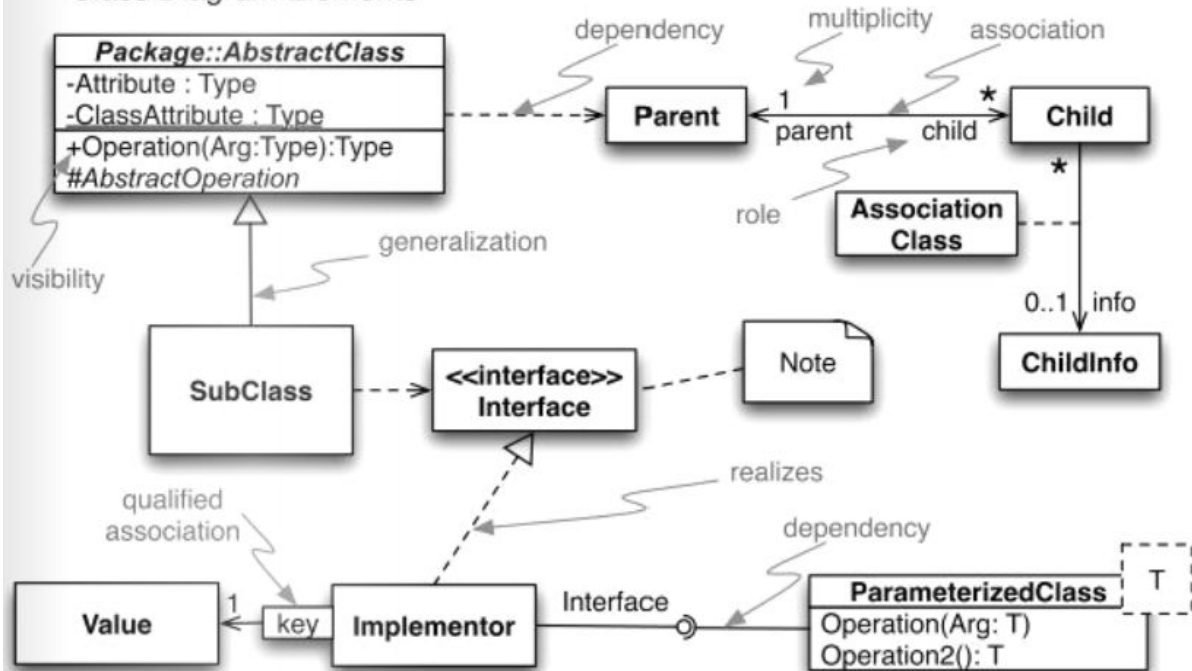 dependency
multiplicity
association
Package::AbstractClass
-Attribute : Type
-ClassAttribute : Type
+Operation(Arg:Type):Type
#AbstractOperation
Parent
1
parent
child
*
Child
*
role
Association
Class
visibility
generalization
0..1 info
ChildInfo
SubClass
<<interface>>
Interface
Note
realizes
qualified
association
dependency
Value
1
key
Implementor
Interface
ParameterizedClass
T
Operation(Arg: T)
Operation2(): T